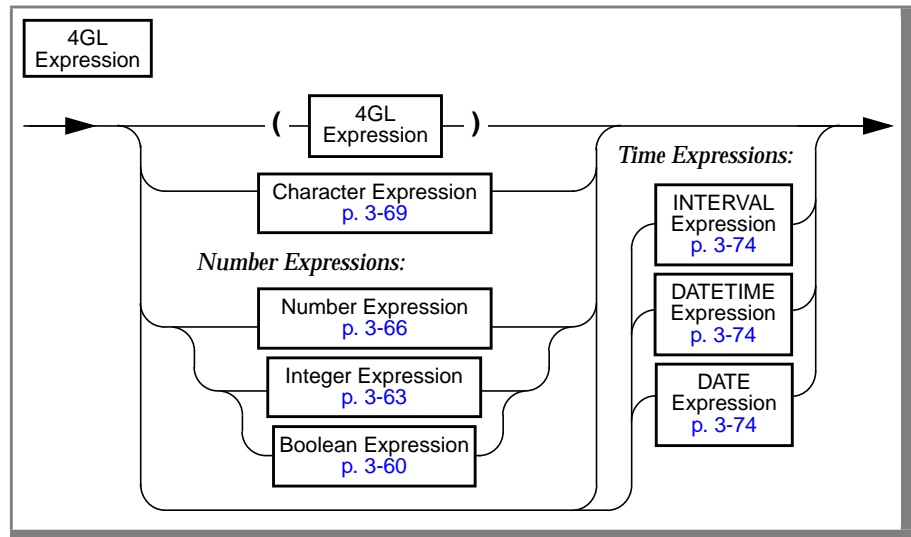 4GL
Expression
(
4GL
Expression
)
Character Expression
p. 3-69
Number Expressions:
Number Expression
p. 3-66
Integer Expression
p. 3-63
Boolean Expression
p. 3-60
Time Expressions:
INTERVAL
Expression
p. 3-74
DATETIME
Expression
p. 3-74
DATE
Expression
p. 3-74